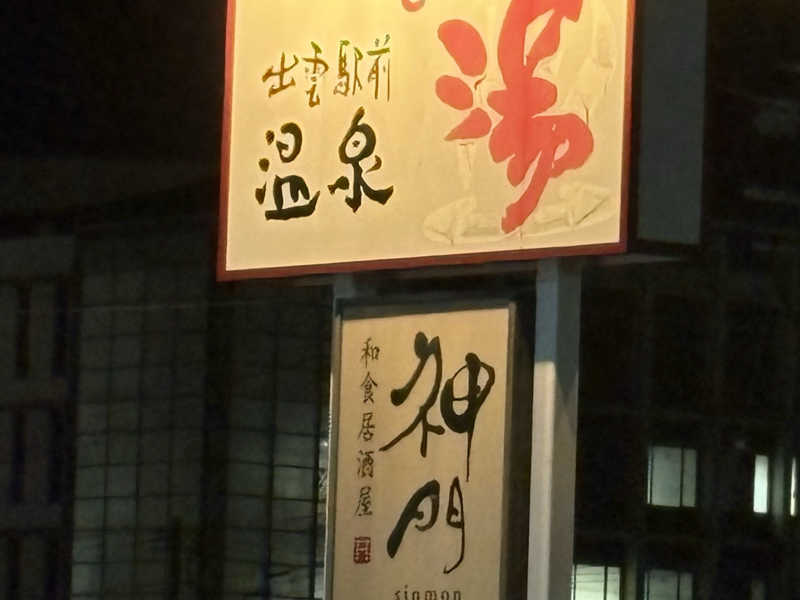 湯
出雲駅前
温泉
神門
和食居酒屋
sinmon